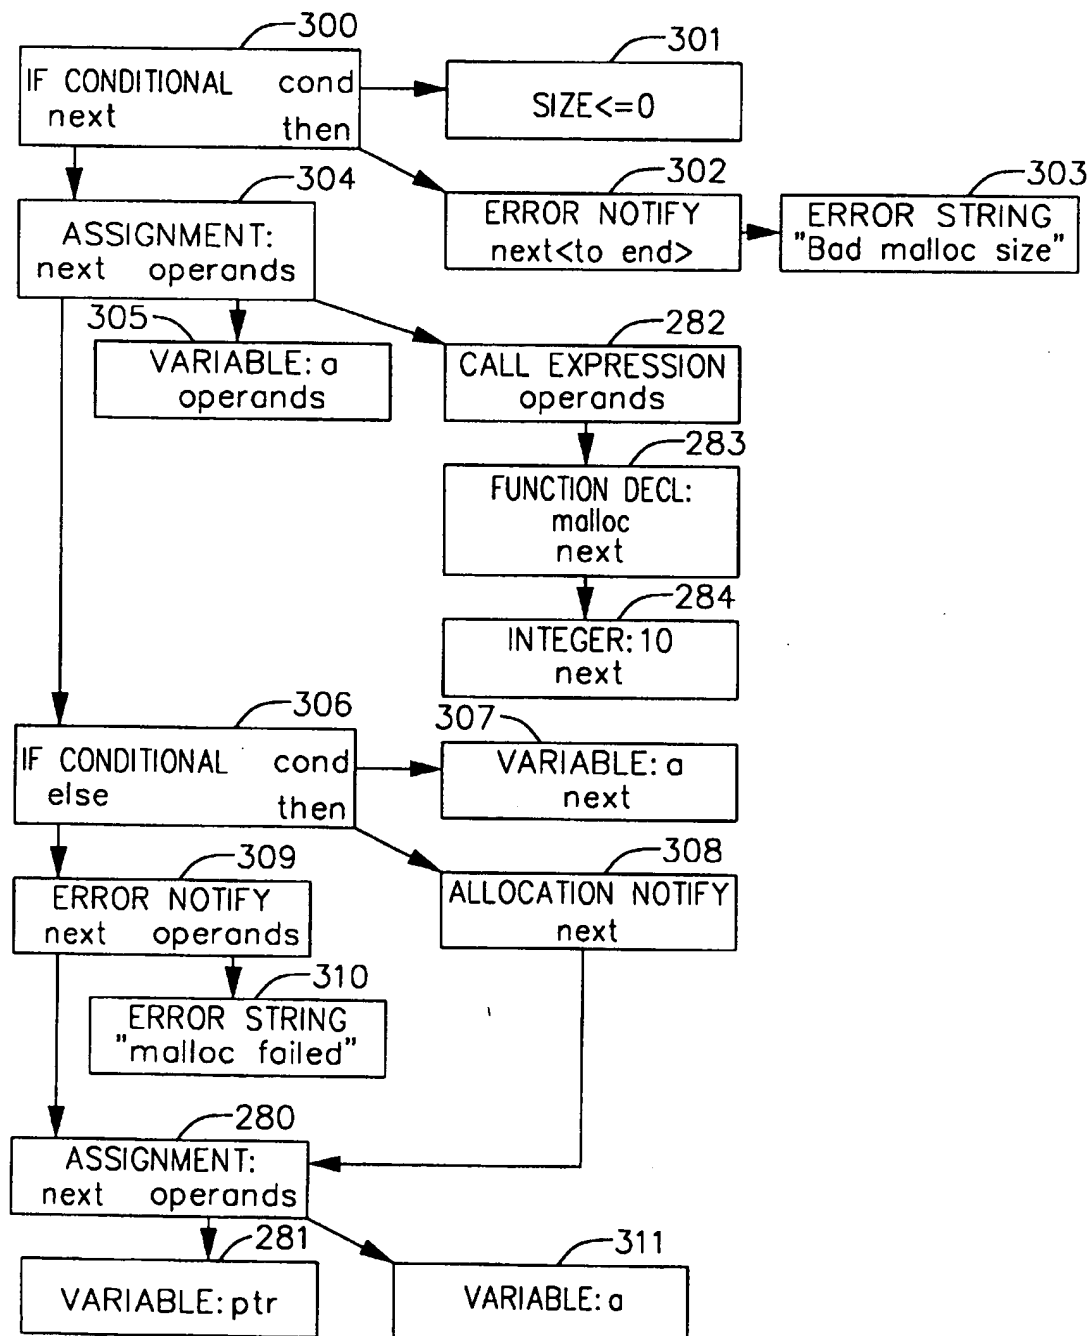 300
IF CONDITIONAL cond
next
then
301
SIZE<=0
302
ERROR NOTIFY
next<to end>
303
ERROR STRING
"Bad malloc size"
304
ASSIGNMENT:
next operands
305
VARIABLE: a
operands
282
CALL EXPRESSION
operands
283
FUNCTION DECL:
malloc
next
284
INTEGER: 10
next
306
IF CONDITIONAL cond
else
then
307
VARIABLE: a
next
308
ALLOCATION NOTIFY
next
309
ERROR NOTIFY
next operands
310
ERROR STRING
"malloc failed"
280
ASSIGNMENT:
next operands
281
VARIABLE: ptr
311
VARIABLE: a